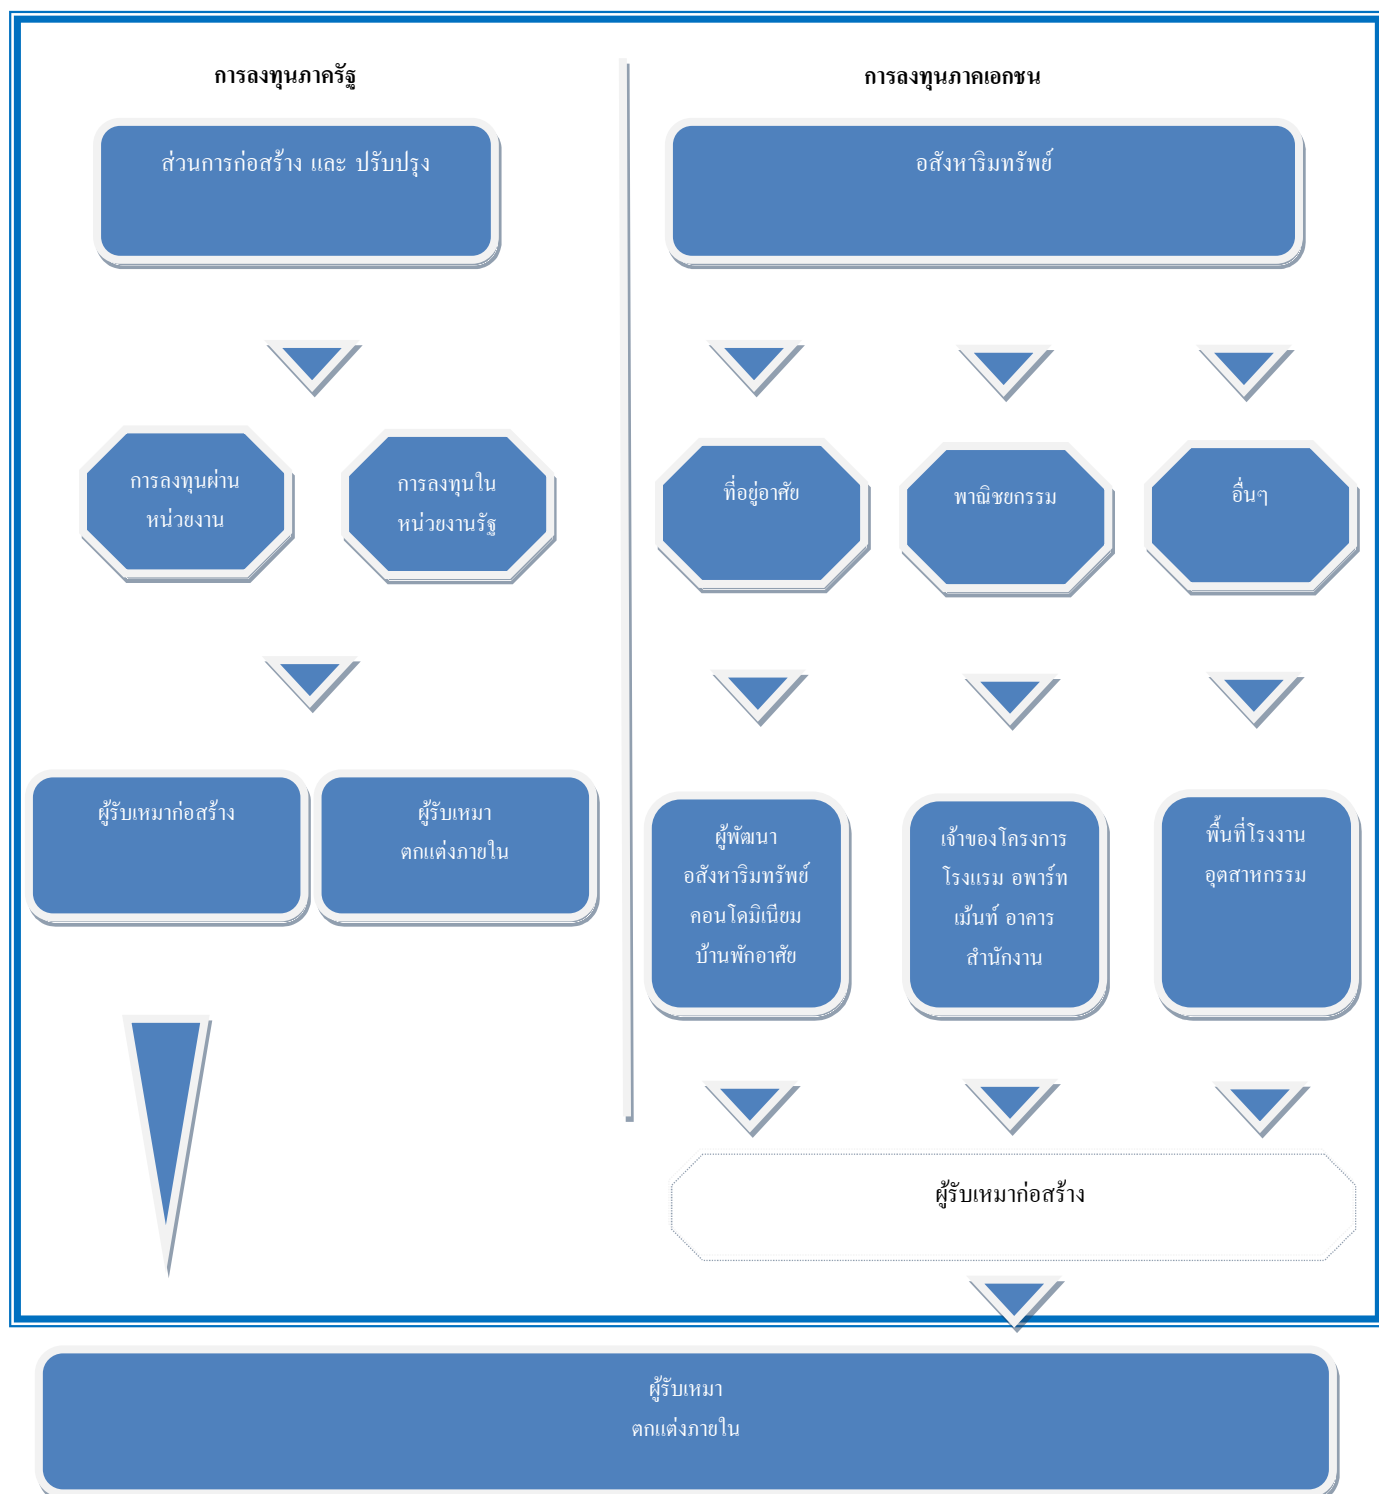 การลงทุนภาครัฐ
การลงทุนภาคเอกชน
ส่วนการก่อสร้าง และ ปรับปรุง
อสังหาริมทรัพย์
การลงทุนผ่าน
หน่วยงาน
การลงทุนใน
หน่วยงานรัฐ
ที่อยู่อาศัย
พาณิชยกรรม
อื่นๆ
ผู้รับเหมาก่อสร้าง
ผู้รับเหมา
ตกแต่งภายใน
ผู้พัฒนา
อสังหาริมทรัพย์
คอนโดมิเนียม
บ้านพักอาศัย
เจ้าของโครงการ
โรงแรม อพาร์ท
เม้นท์ อาคาร
สำนักงาน
พื้นที่โรงงาน
อุตสาหกรรม
ผู้รับเหมาก่อสร้าง
ผู้รับเหมา
ตกแต่งภายใน